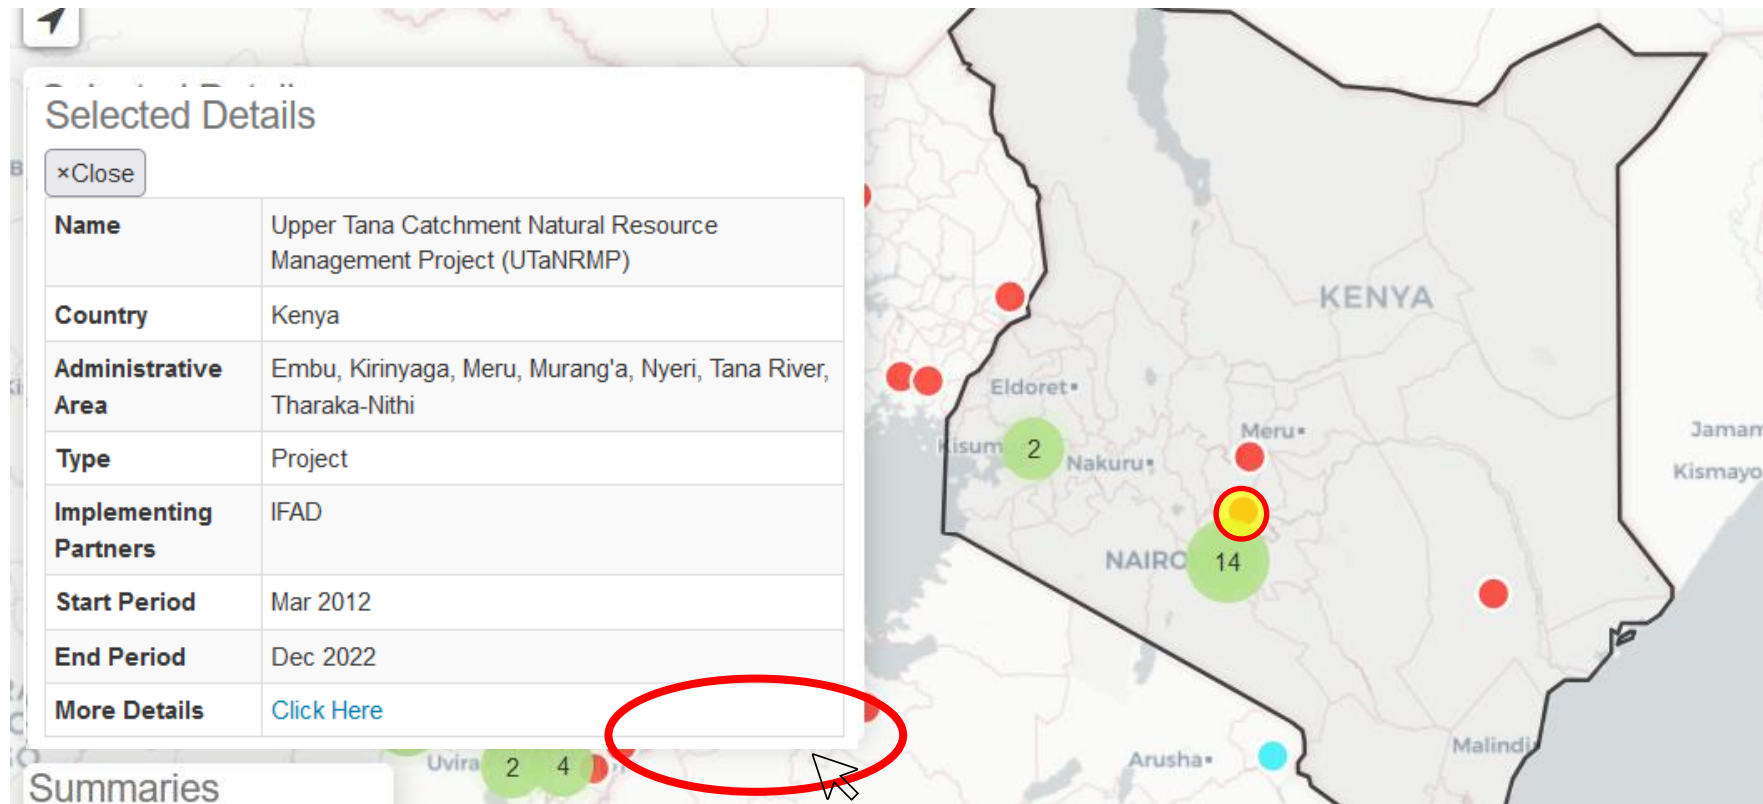 Selected Details
×Close
Name
Upper Tana Catchment Natural Resource
Management Project (UTaNRMP)
Country
Kenya
Administrative
Area
Embu, Kirinyaga, Meru, Murang'a, Nyeri, Tana River,
Tharaka-Nithi
Type
Project
Implementing
Partners
IFAD
Start Period
Mar 2012
End Period
Dec 2022
More Details
Click Here
Summaries
KENYA
Eldoret
Kisum
2
Nakuru
Meru
NAIRO
14
Jamam
Kismayo
Malindi
Arusha
Uvira
2
4